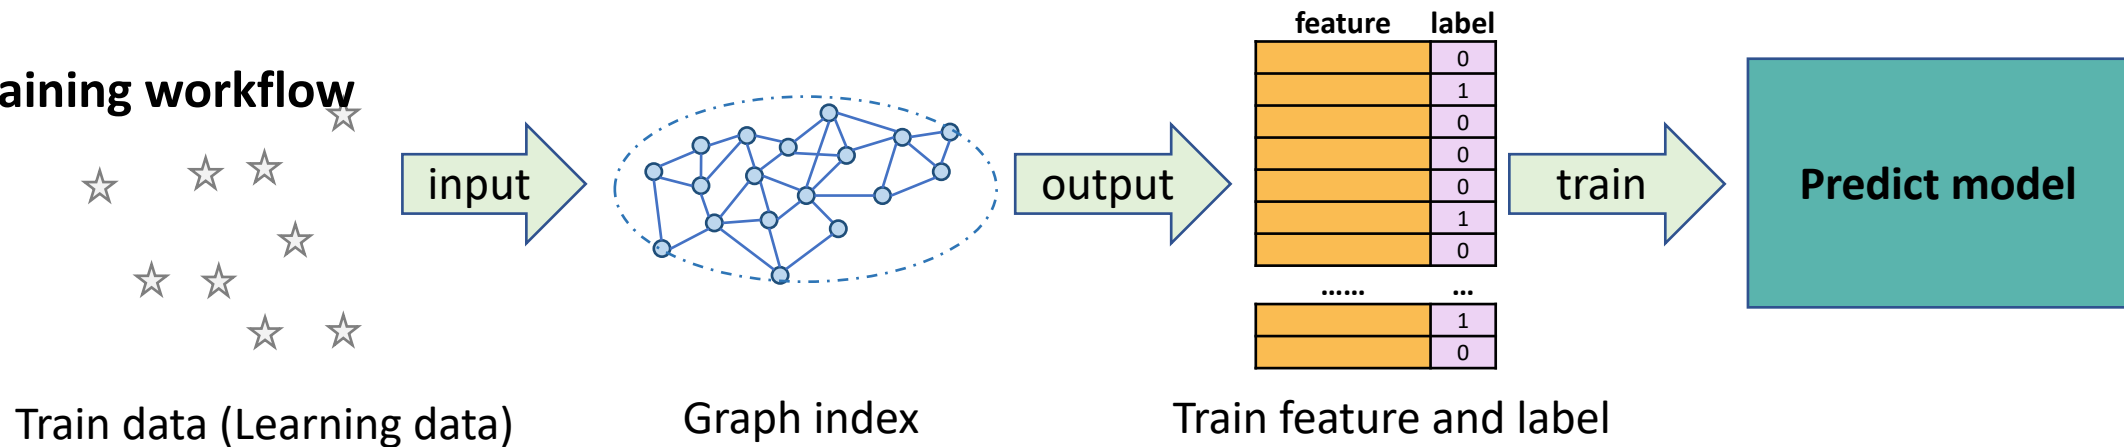 aining workflow
input
output
feature label
0
1
0
0
0
1
0
...... ...
1
0
train
Predict model
Train data (Learning data)
Graph index
Train feature and label